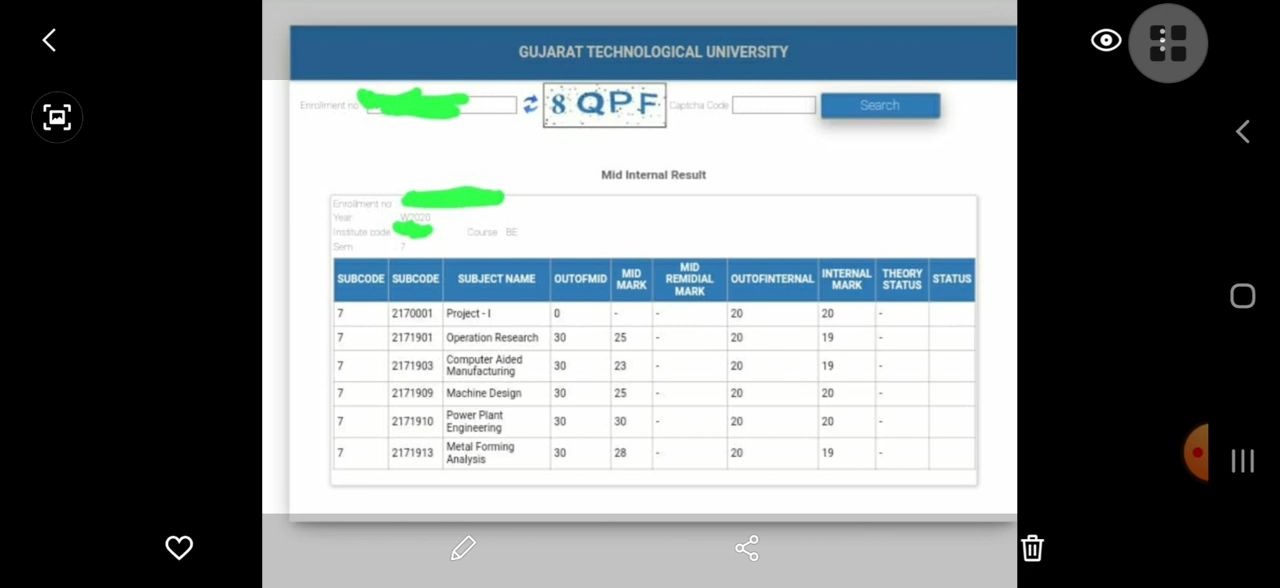 GUJARAT TECHNOLOGICAL UNIVERSITY
Enrollment no 8QPF Captcha Code Search
Mid Internal Result
Enrollment no
Year W2020
Institute code Course BE
Sem 7
SUBCODE SUBCODE SUBJECT NAME OUTOFMID MID MARK MID REMIDIAL MARK OUTOFINTERNAL INTERNAL MARK THEORY STATUS STATUS
7 2170001 Project - I 0 - - 20 20 -
7 2171901 Operation Research 30 25 - 20 19 -
7 2171903 Computer Aided Manufacturing 30 23 - 20 19 -
7 2171909 Machine Design 30 25 - 20 20 -
7 2171910 Power Plant Engineering 30 30 - 20 20 -
7 2171913 Metal Forming Analysis 30 28 - 20 19 -